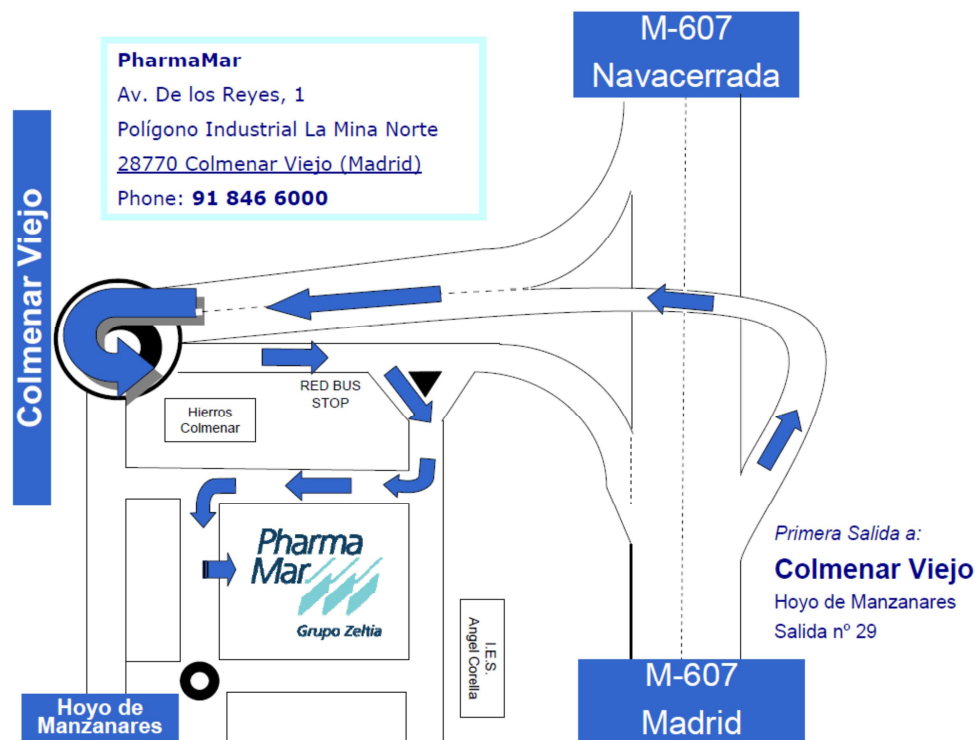 M-607
Navacerrada
PharmaMar
Av. De los Reyes, 1
Polígono Industrial La Mina Norte
28770 Colmenar Viejo (Madrid)
Phone: 91 846 6000
Colmenar Viejo
RED BUS
STOP
Hierros
Colmenar
Pharma
Mar
Grupo Zeltia
I.E.S.
Angel Corella
Primera Salida a:
Colmenar Viejo
Hoyo de Manzanares
Salida nº 29
Hoyo de
Manzanares
M-607
Madrid